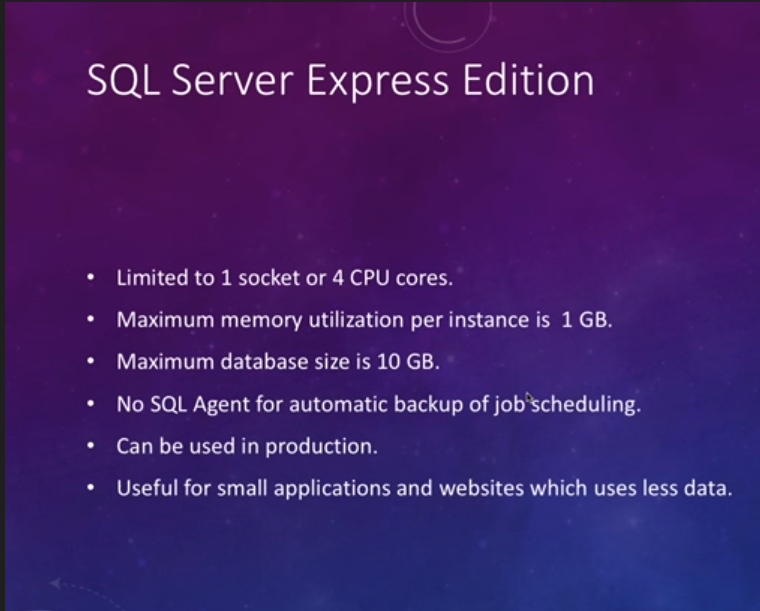 SQL Server Express Edition
• Limited to 1 socket or 4 CPU cores.
• Maximum memory utilization per instance is 1 GB.
• Maximum database size is 10 GB.
• No SQL Agent for automatic backup of job scheduling.
• Can be used in production.
• Useful for small applications and websites which uses less data.